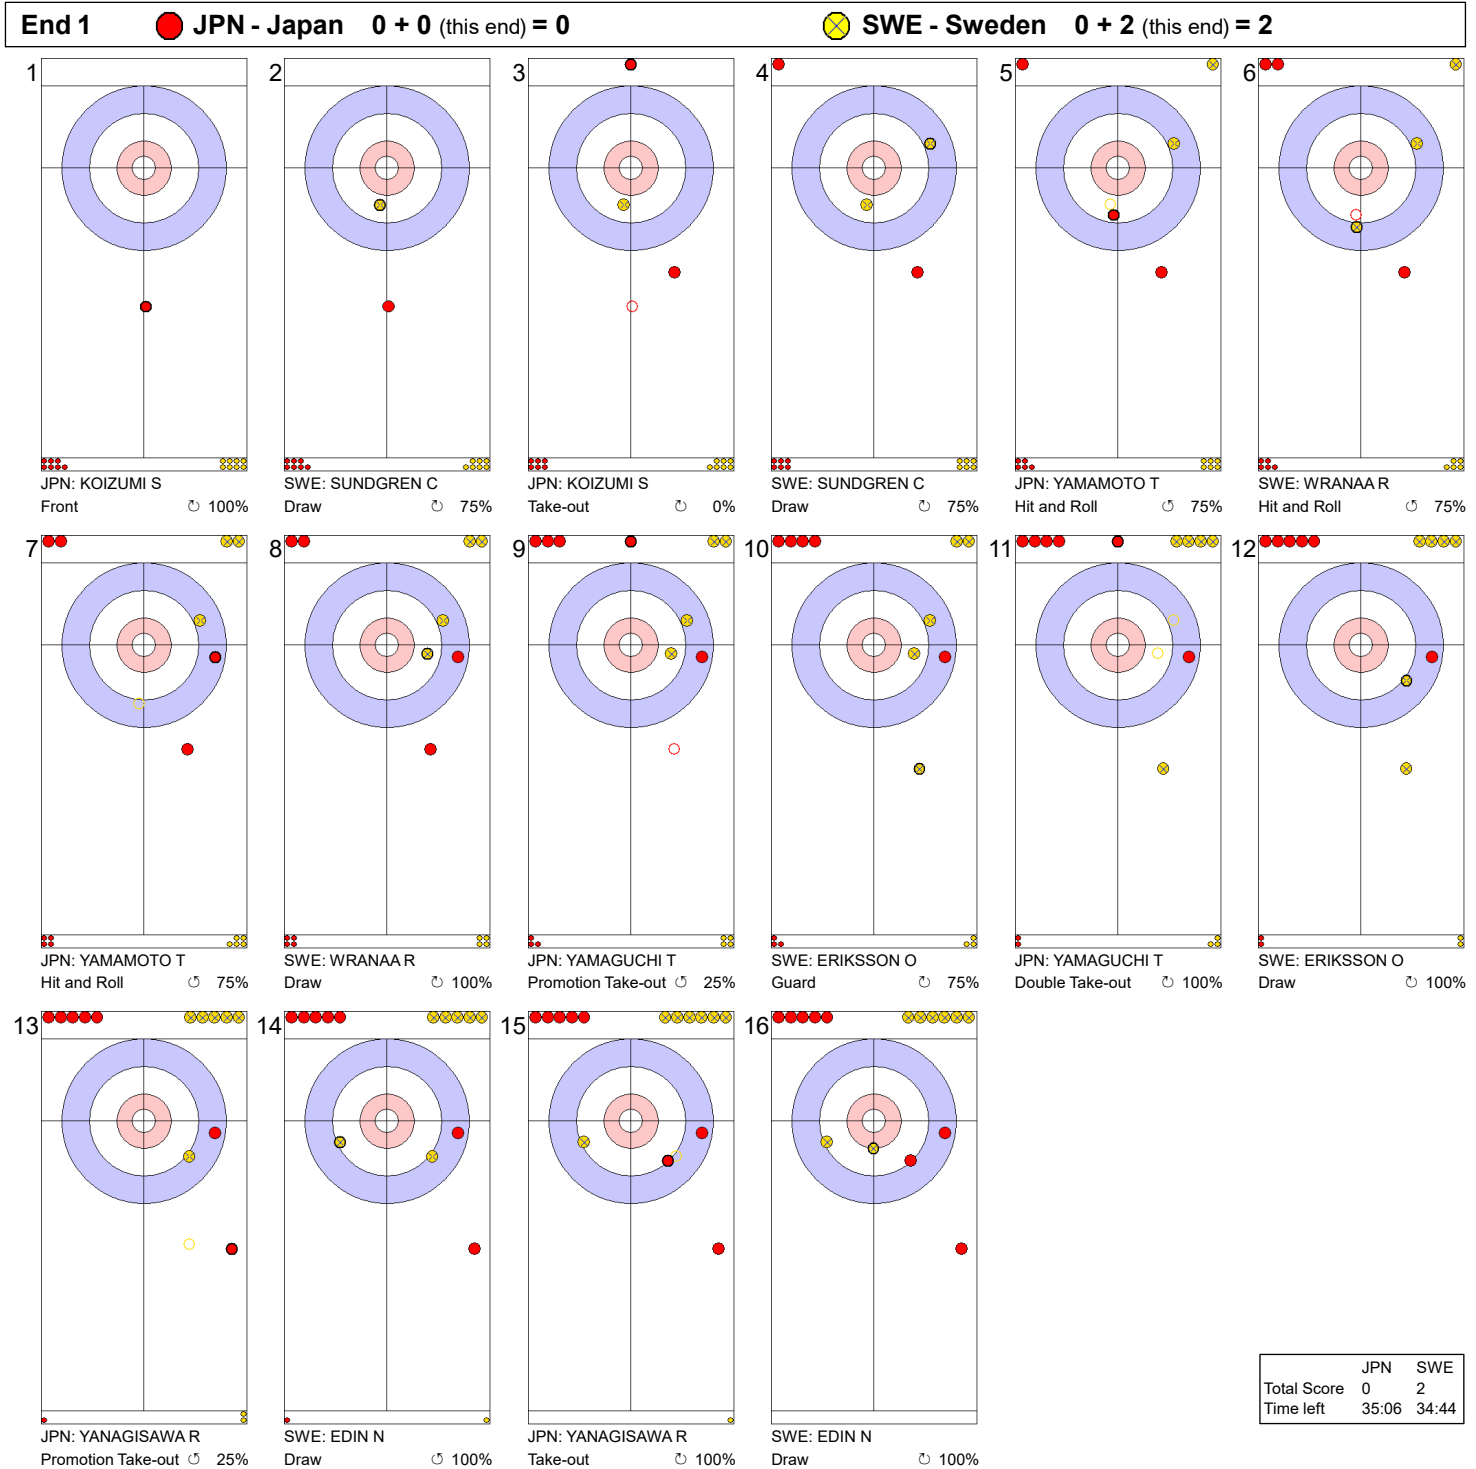 End 1 JPN - Japan 0 + 0 (this end) = 0 SWE - Sweden 0 + 2 (this end) = 2
1
JPN: KOIZUMI S
Front ↻ 100%
2
SWE: SUNDGREN C
Draw ↻ 75%
3
JPN: KOIZUMI S
Take-out ↻ 0%
4
SWE: SUNDGREN C
Draw ↻ 75%
5
JPN: YAMAMOTO T
Hit and Roll ↻ 75%
6
SWE: WRANAA R
Hit and Roll ↻ 75%
7
JPN: YAMAMOTO T
Hit and Roll ↺ 75%
8
SWE: WRANAA R
Draw ↻ 100%
9
JPN: YAMAGUCHI T
Promotion Take-out ↺ 25%
10
SWE: ERIKSSON O
Guard ↻ 75%
11
JPN: YAMAGUCHI T
Double Take-out ↻ 100%
12
SWE: ERIKSSON O
Draw ↻ 100%
13
JPN: YANAGISAWA R
Promotion Take-out ↺ 25%
14
SWE: EDIN N
Draw ↻ 100%
15
JPN: YANAGISAWA R
Take-out ↻ 100%
16
SWE: EDIN N
Draw ↻ 100%
JPN SWE
Total Score 0 2
Time left 35:06 34:44